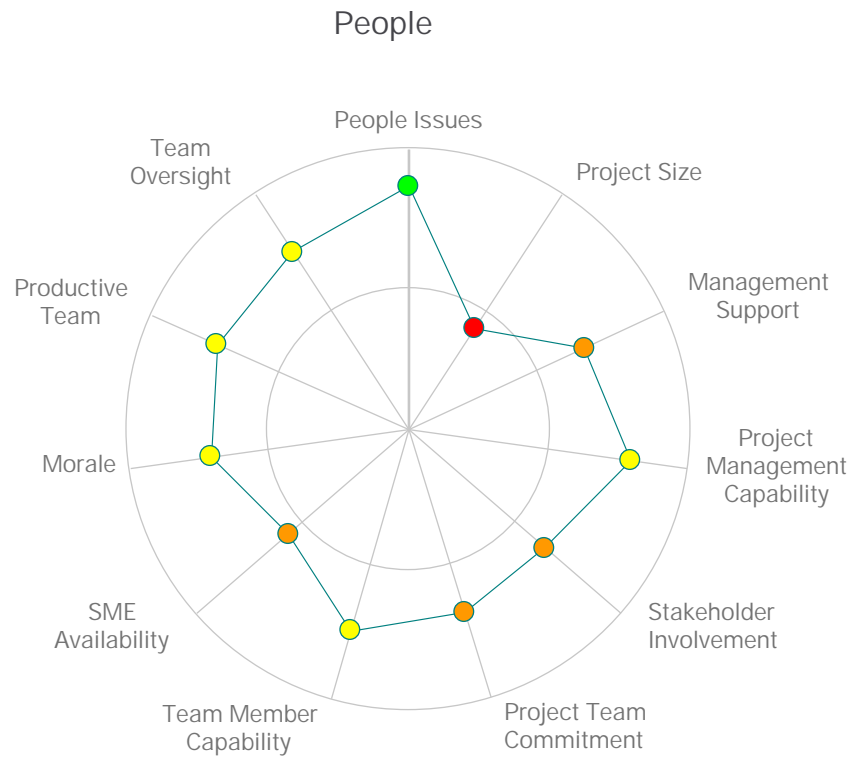 People
People Issues
Team
Oversight
Project Size
Management
Support
Productive
Team
Project
Management
Capability
Morale
SME
Availability
Stakeholder
Involvement
Team Member
Capability
Project Team
Commitment